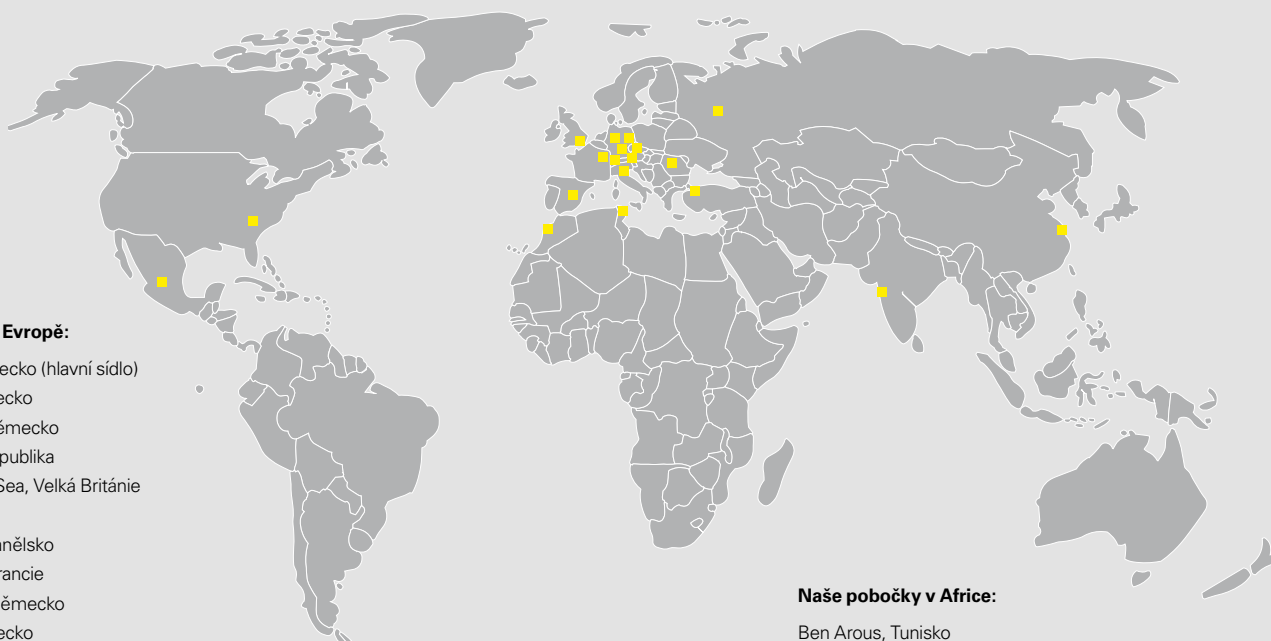 Evropě:
ecko (hlavní sídlo)
ecko
ěmecko
publika
Sea, Velká Británie
nělsko
rancie
ěmecko
ecko
Naše pobočky v Africe:
Ben Arous, Tunisko